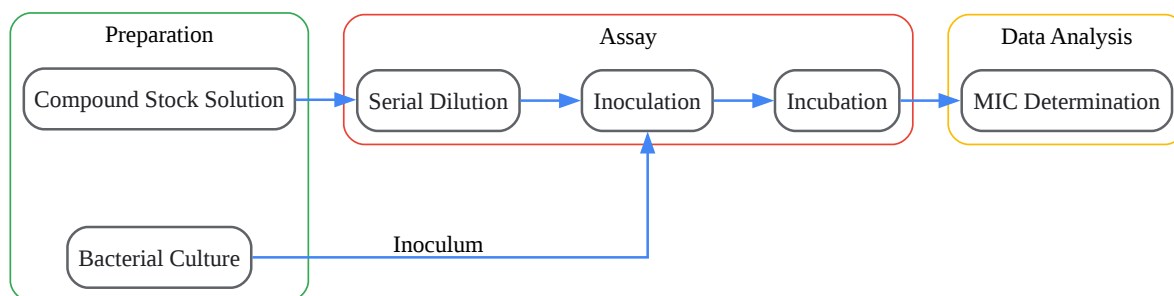 Preparation
Assay
Data Analysis
Compound Stock Solution
Serial Dilution
Inoculation
Incubation
MIC Determination
Inoculum
Bacterial Culture